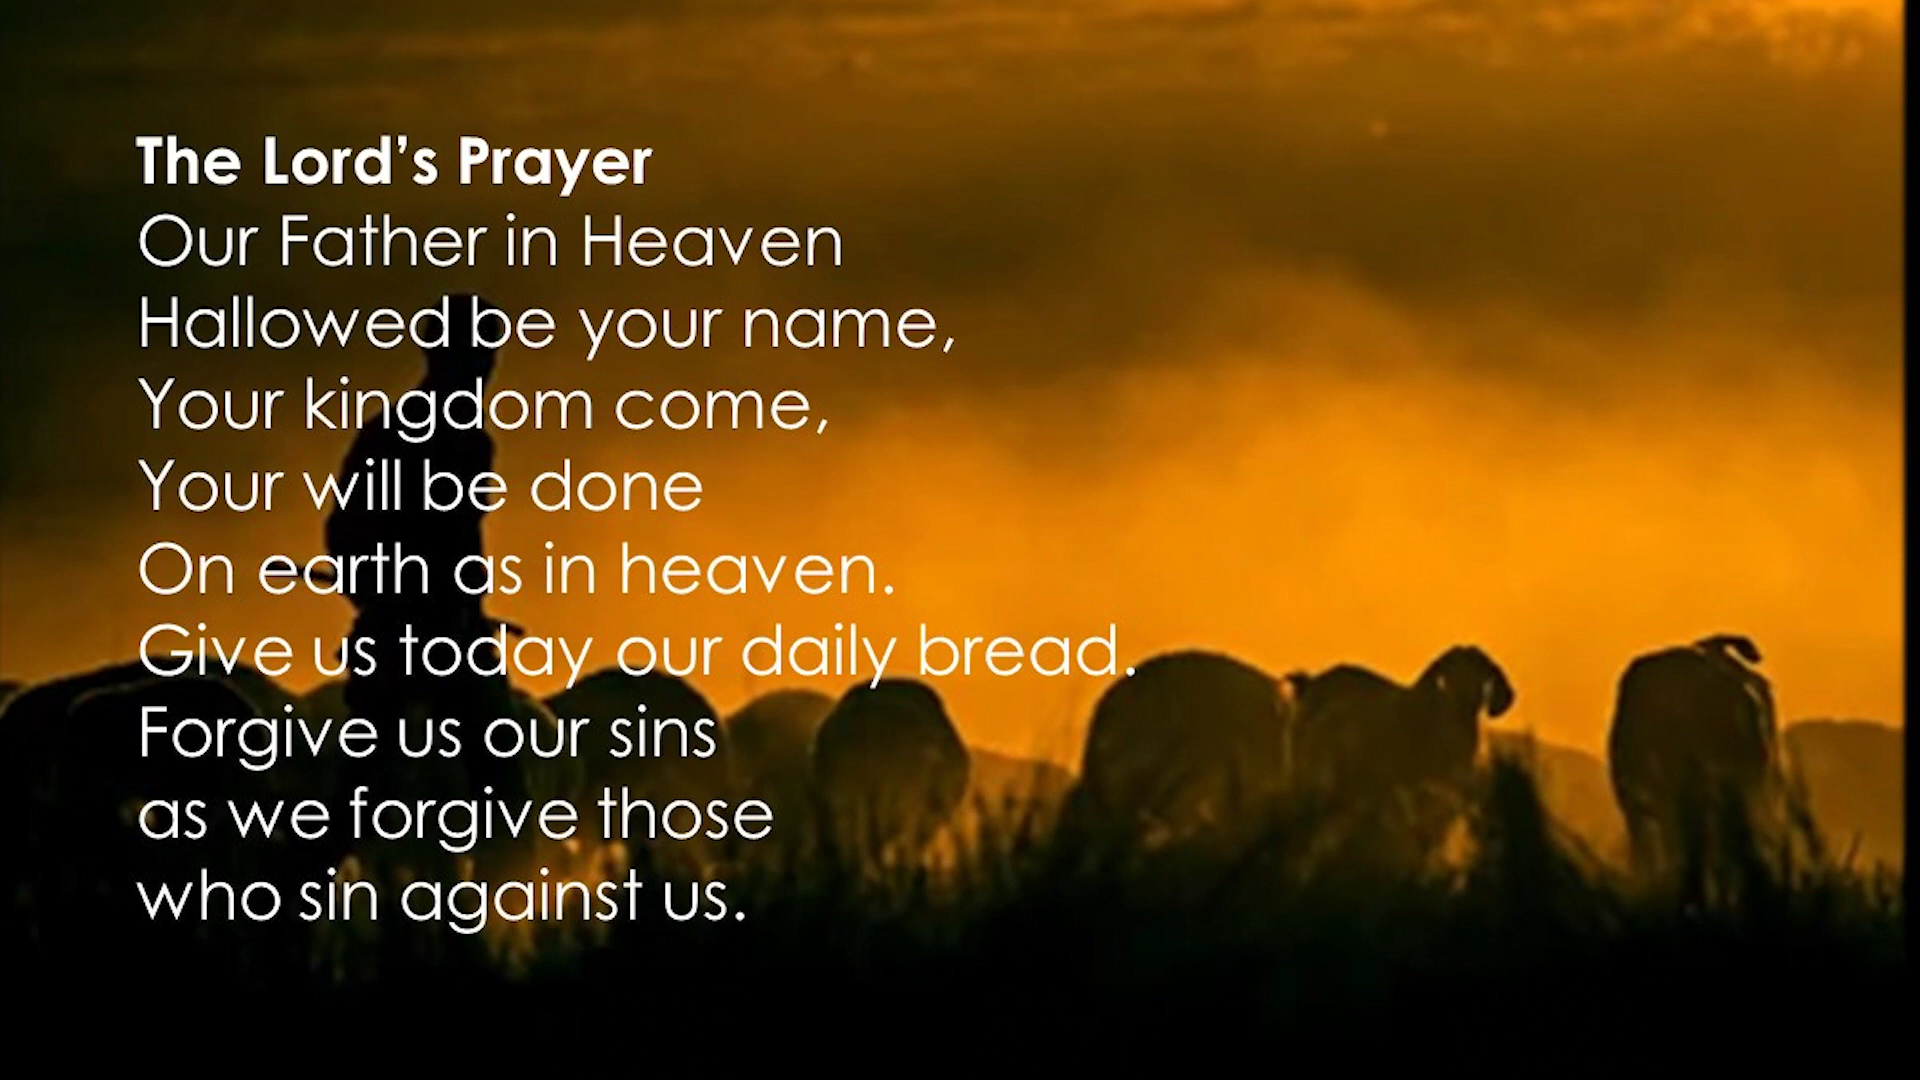 The Lord’s Prayer
Our Father in Heaven
Hallowed be your name,
Your kingdom come,
Your will be done
On earth as in heaven.
Give us today our daily bread.
Forgive us our sins
as we forgive those
who sin against us.